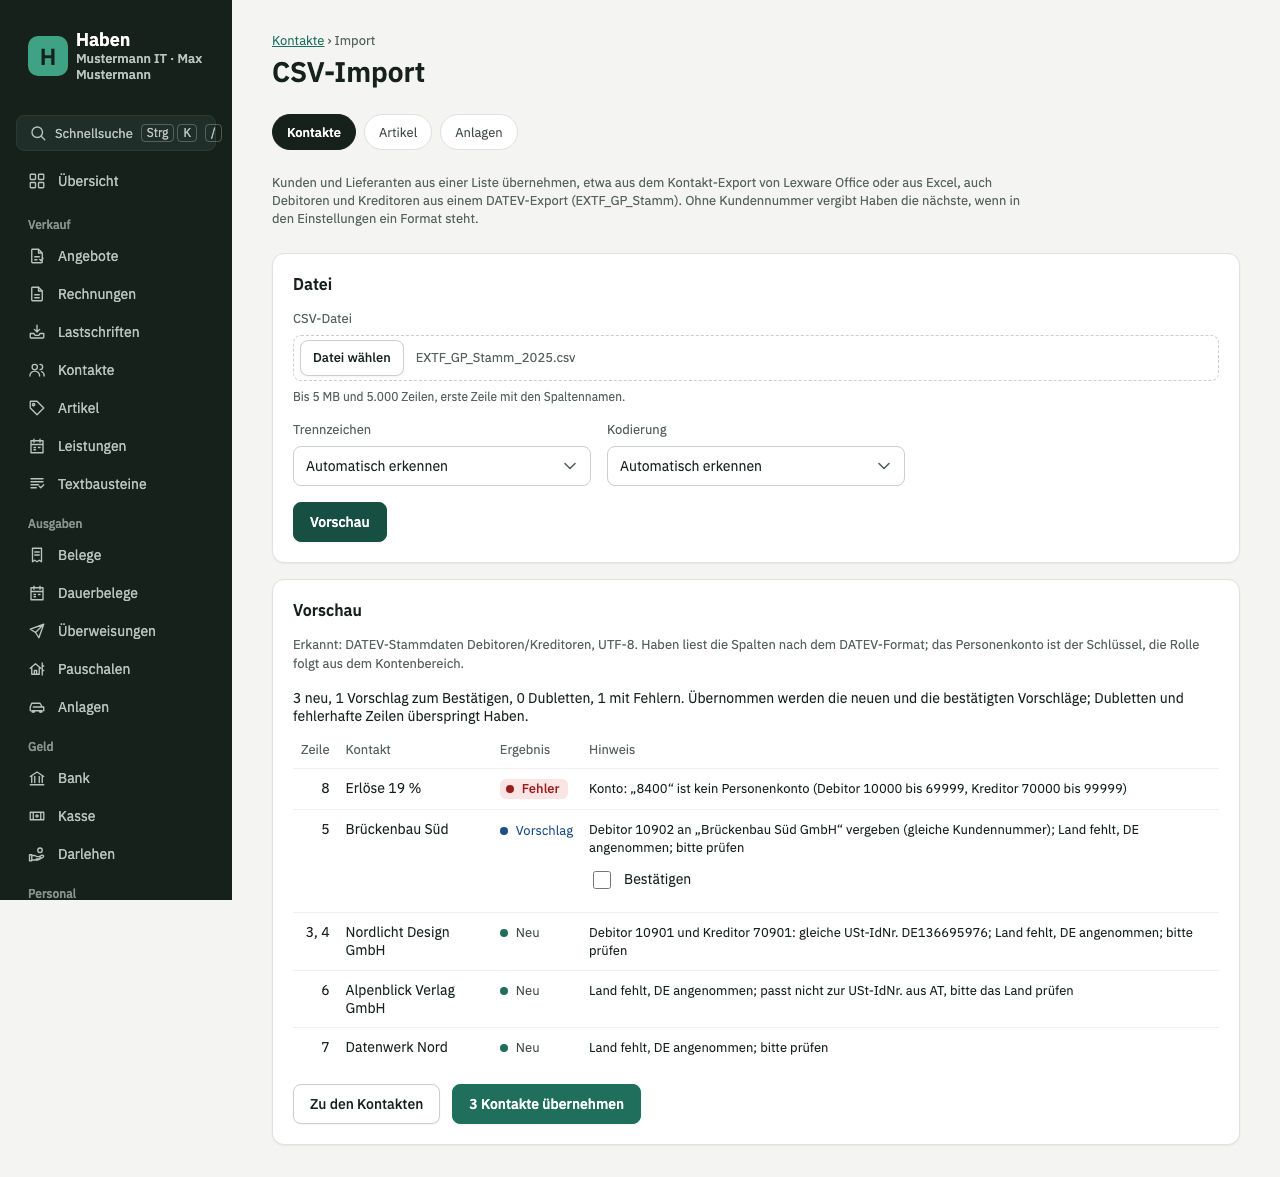 H
Haben
Mustermann IT · Max
Mustermann
Schnellsuche Strg K /
Übersicht
Verkauf
Angebote
Rechnungen
Lastschriften
Kontakte
Artikel
Leistungen
Textbausteine
Ausgaben
Belege
Dauerbelege
Überweisungen
Pauschalen
Anlagen
Geld
Bank
Kasse
Darlehen
Personal
Kontakte › Import
CSV-Import
Kontakte Artikel Anlagen
Kunden und Lieferanten aus einer Liste übernehmen, etwa aus dem Kontakt-Export von Lexware Office oder aus Excel, auch
Debitoren und Kreditoren aus einem DATEV-Export (EXTF_GP_Stamm). Ohne Kundennummer vergibt Haben die nächste, wenn in
den Einstellungen ein Format steht.
Datei
CSV-Datei
Datei wählen EXTF_GP_Stamm_2025.csv
Bis 5 MB und 5.000 Zeilen, erste Zeile mit den Spaltennamen.
Trennzeichen Kodierung
Automatisch erkennen Automatisch erkennen
Vorschau
Vorschau
Erkannt: DATEV-Stammdaten Debitoren/Kreditoren, UTF-8. Haben liest die Spalten nach dem DATEV-Format; das Personenkonto ist der Schlüssel, die Rolle
folgt aus dem Kontenbereich.
3 neu, 1 Vorschlag zum Bestätigen, 0 Dubletten, 1 mit Fehlern. Übernommen werden die neuen und die bestätigten Vorschläge; Dubletten und
fehlerhafte Zeilen überspringt Haben.
Zeile Kontakt Ergebnis Hinweis
8 Erlöse 19 % Fehler Konto: „8400“ ist kein Personenkonto (Debitor 10000 bis 69999, Kreditor 70000 bis 99999)
5 Brückenbau Süd Vorschlag Debitor 10902 an „Brückenbau Süd GmbH“ vergeben (gleiche Kundennummer); Land fehlt, DE
angenommen; bitte prüfen
Bestätigen
3, 4 Nordlicht Design Neu Debitor 10901 und Kreditor 70901: gleiche USt-IdNr. DE136695976; Land fehlt, DE angenommen; bitte
GmbH prüfen
6 Alpenblick Verlag Neu Land fehlt, DE angenommen; passt nicht zur USt-IdNr. aus AT, bitte das Land prüfen
GmbH
7 Datenwerk Nord Neu Land fehlt, DE angenommen; bitte prüfen
Zu den Kontakten 3 Kontakte übernehmen